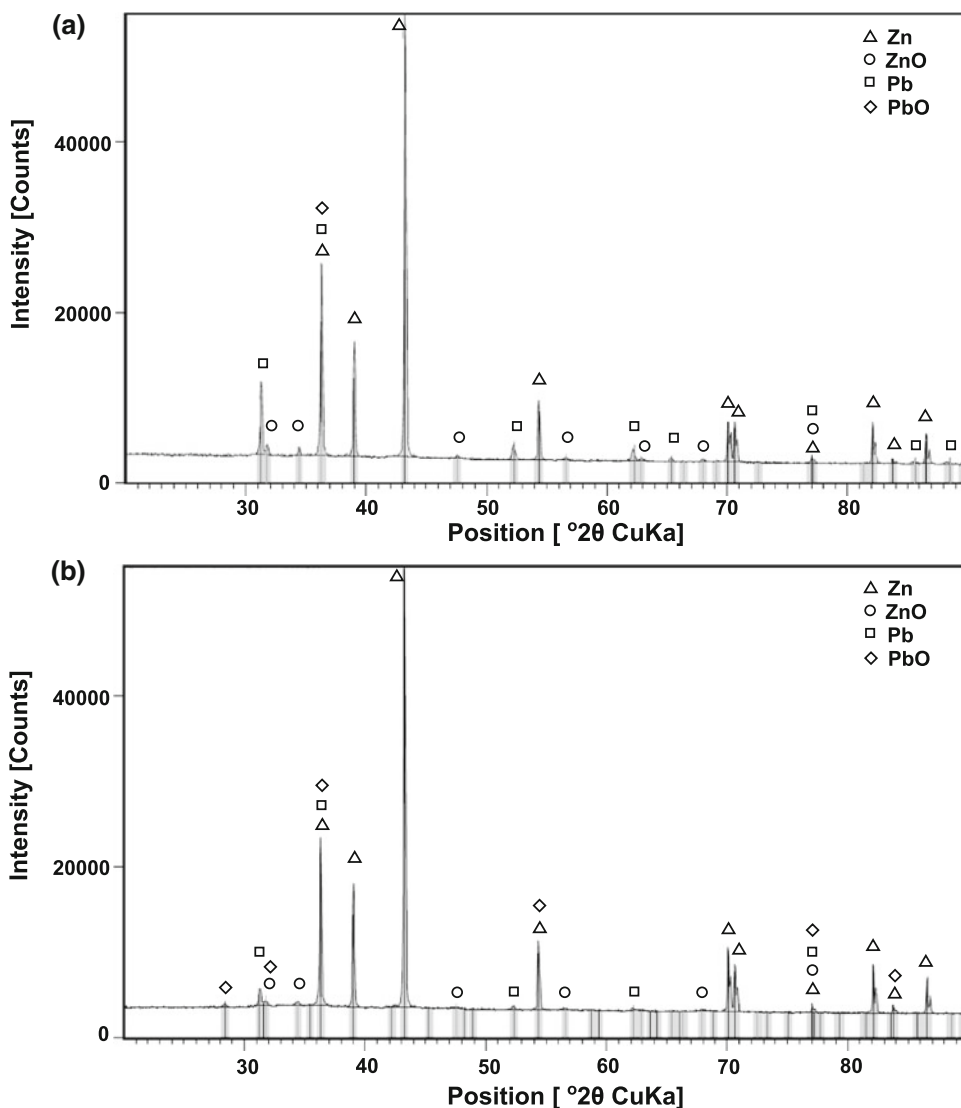 (a)
Zn
ZnO
Pb
PbO
40000
20000
0
Intensity [Counts]
30 40 50 60 70 80
Position [ °2θ CuKa]
(b)
Zn
ZnO
Pb
PbO
40000
20000
0
Intensity [Counts]
30 40 50 60 70 80
Position [ °2θ CuKa]